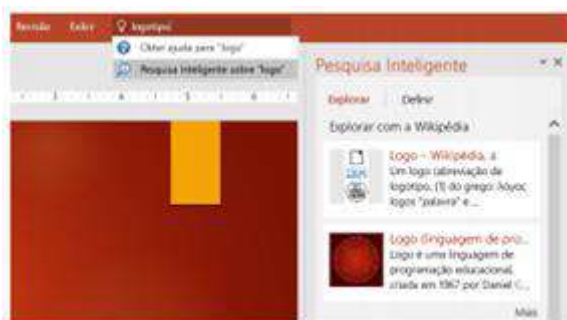 Revisão Exibir logotipo
Obter ajuda para "logo"
Pesquisa inteligente sobre "logo"
Pesquisa Inteligente
Explorar Definir
Explorar com a Wikipédia
Logo – Wikipédia, a
Um logo (abreviação de
logotipo, (1) do grego: λόγος
logos "palavra" e...
Logo (linguagem de pro...
Logo é uma linguagem de
programação educacional,
criada em 1967 por Daniel
Mais